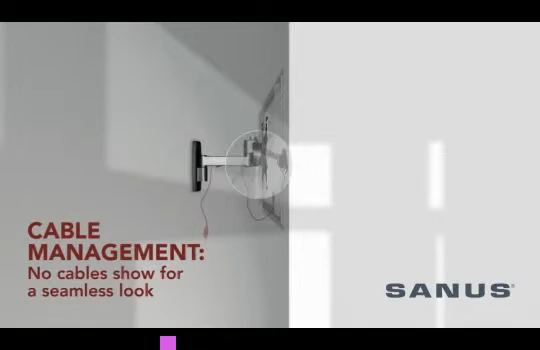 CABLE
MANAGEMENT:
No cables show for
a seamless look
SANUS